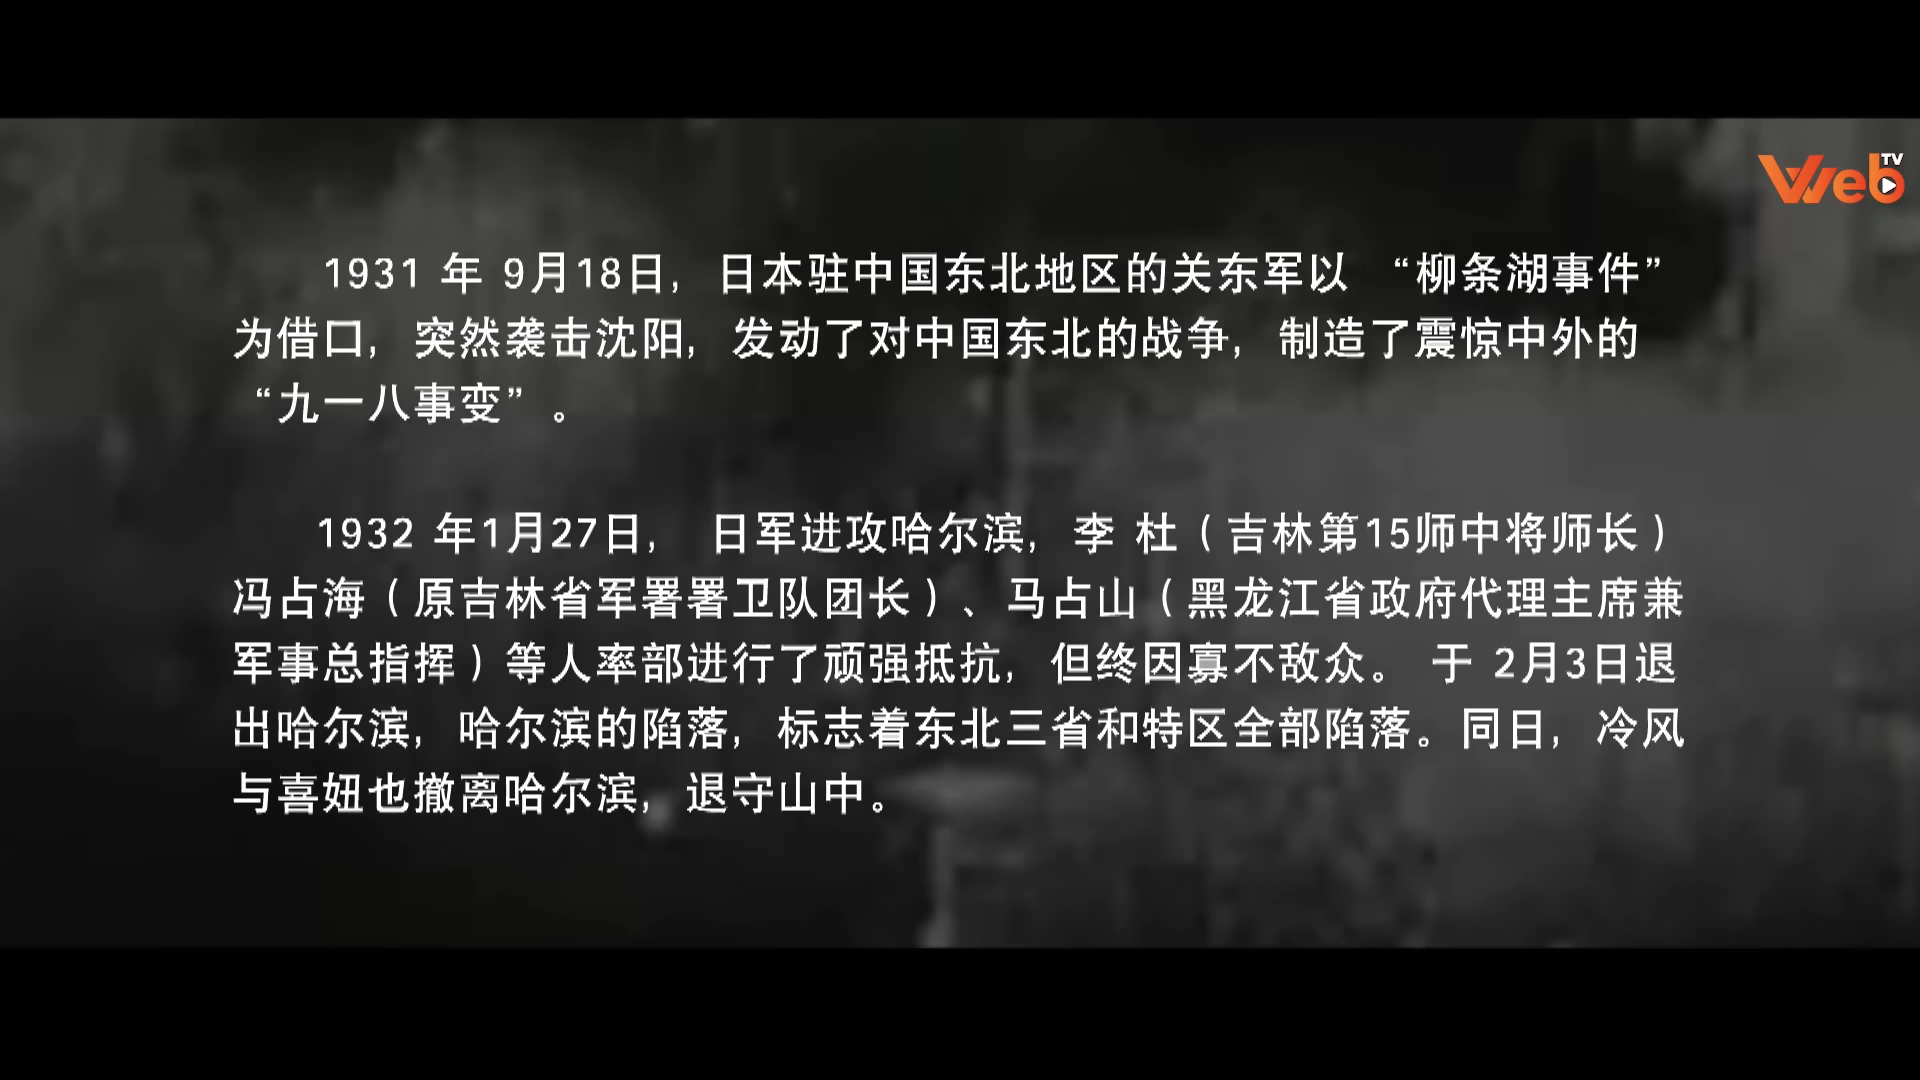 Web TV
1931 年 9月18日，日本驻中国东北地区的关东军以 “柳条湖事件”
为借口，突然袭击沈阳，发动了对中国东北的战争，制造了震惊中外的
“九一八事变”。
1932 年1月27日， 日军进攻哈尔滨，李 杜（吉林第15师中将师长）
冯占海（原吉林省军署署卫队团长）、马占山（黑龙江省政府代理主席兼
军事总指挥）等人率部进行了顽强抵抗，但终因寡不敌众。 于 2月3日退
出哈尔滨，哈尔滨的陷落，标志着东北三省和特区全部陷落。同日，冷风
与喜妞也撤离哈尔滨，退守山中。